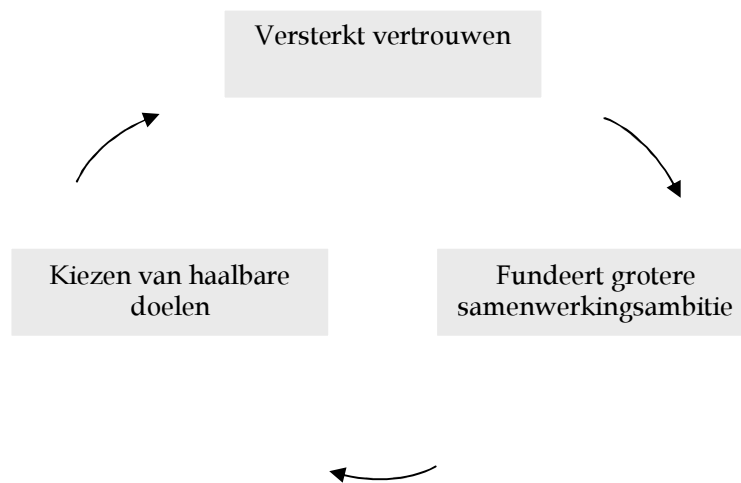 Versterkt vertrouwen
Kiezen van haalbare
doelen
Fundeert grotere
samenwerkingsambitie